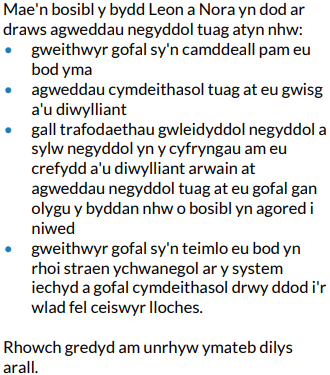 Mae'n bosibl y bydd Leon a Nora yn dod ar
draws agweddau negyddol tuag atyn nhw:
• gweithwyr gofal sy'n camddeall pam eu
bod yma
• agweddau cymdeithasol tuag at eu gwisg
a'u diwylliant
• gall trafodaethau gwleidyddol negyddol a
sylw negyddol yn y cyfryngau am eu
crefydd a'u diwylliant arwain at
agweddau negyddol tuag at eu gofal gan
olygu y byddan nhw o bosibl yn agored i
niwed
• gweithwyr gofal sy'n teimlo eu bod yn
rhoi straen ychwanegol ar y system
iechyd a gofal cymdeithasol drwy ddod i'r
wlad fel ceiswyr lloches.
Rhowch gredyd am unrhyw ymateb dilys
arall.